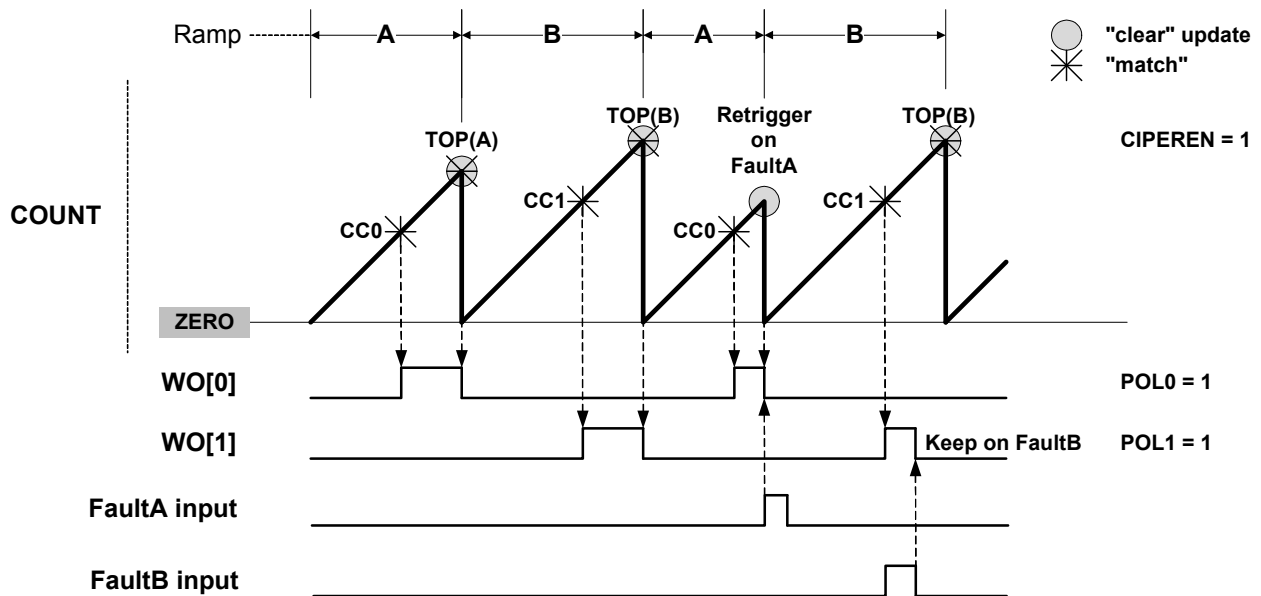 Ramp A B A B
"clear" update
"match"
TOP(A) TOP(B) Retrigger on FaultA TOP(B) CIPEREN = 1
COUNT CC0 CC1 CC0 CC1
ZERO
WO[0] POL0 = 1
WO[1] Keep on FaultB POL1 = 1
FaultA input
FaultB input